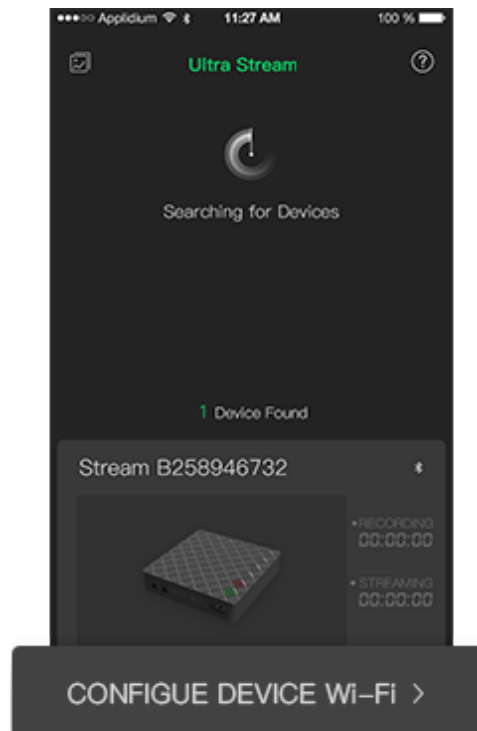 Applidium 11:27 AM 100 %
Ultra Stream
Searching for Devices
1 Device Found
Stream B258946732
•RECORDING
00:00:00
•STREAMING
00:00:00
CONFIGUE DEVICE Wi-Fi >